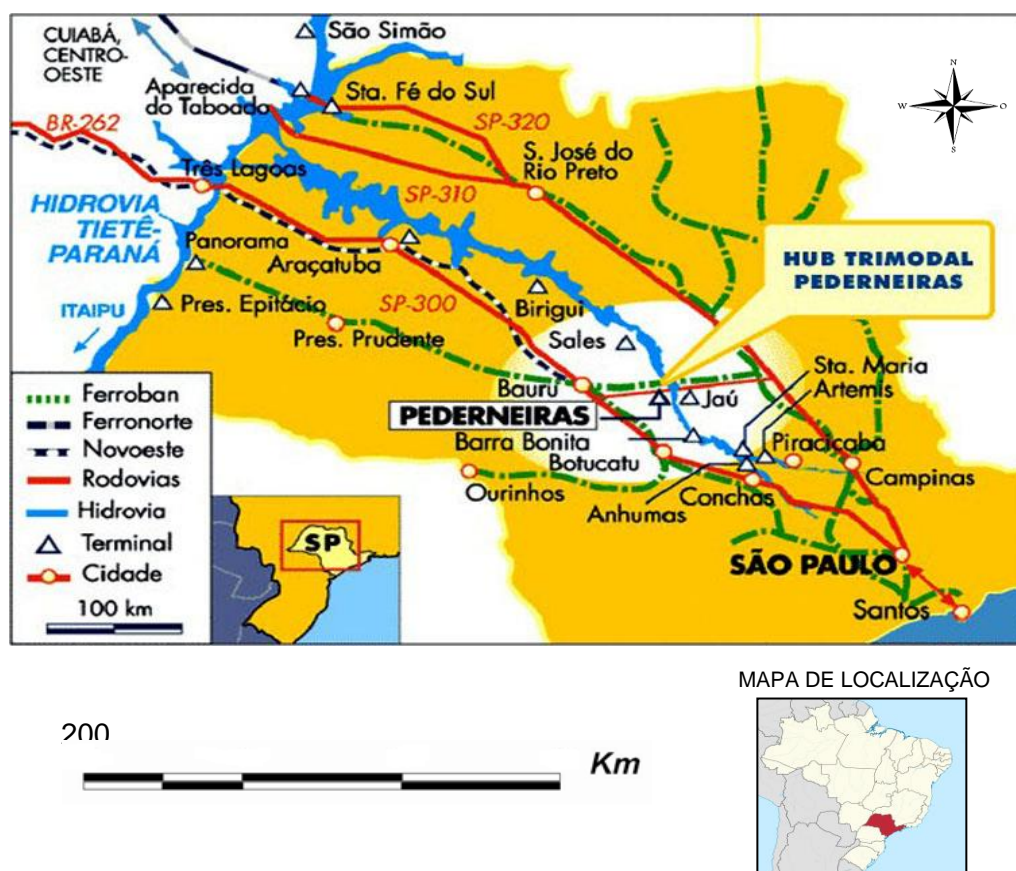 CUIABÁ,
CENTRO-
OESTE
São Simão
Aparecida
do Taboado
Sta. Fé do Sul
BR-262
SP-320
S. José do
Rio Preto
Três Lagoas
SP-310
HIDROVIA
TIETÊ-
PARANÁ
Panorama
Araçatuba
HUB TRIMODAL
PEDERNEIRAS
ITAIPU
Pres. Epitácio
SP-300
Birigui
Pres. Prudente
Sales
Sta. Maria
Artemis
Bauru
Jaú
PEDERNEIRAS
Barra Bonita
Piracicaba
Botucatu
Campinas
Ourinhos
Conchas
Anhumas
SÃO PAULO
Santos
Ferroban
Ferronorte
Novoeste
Rodovias
Hidrovia
Terminal
Cidade
100 km
SP
N
W
O
S
MAPA DE LOCALIZAÇÃO
200
Km